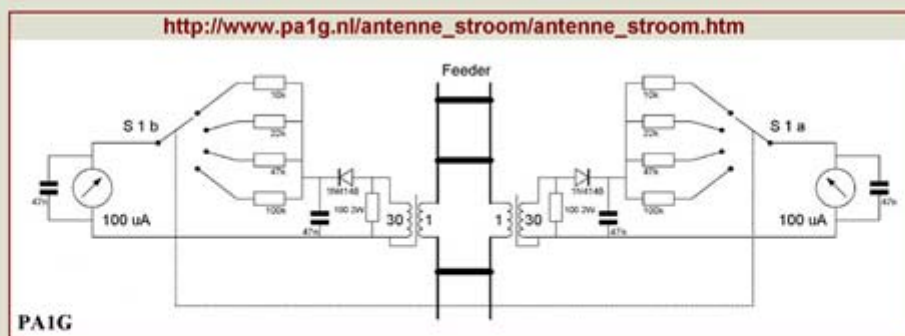 http://www.pa1g.nl/antenne_stroom/antenne_stroom.htm
Feeder
10k
10k
S 1 b
22k
22k
S 1 a
47k
47k
47n
1N4148
1N4148
47n
100k
100 2W
30
1
1
30
100 2W
100k
100 uA
47n
47n
100 uA
PA1G